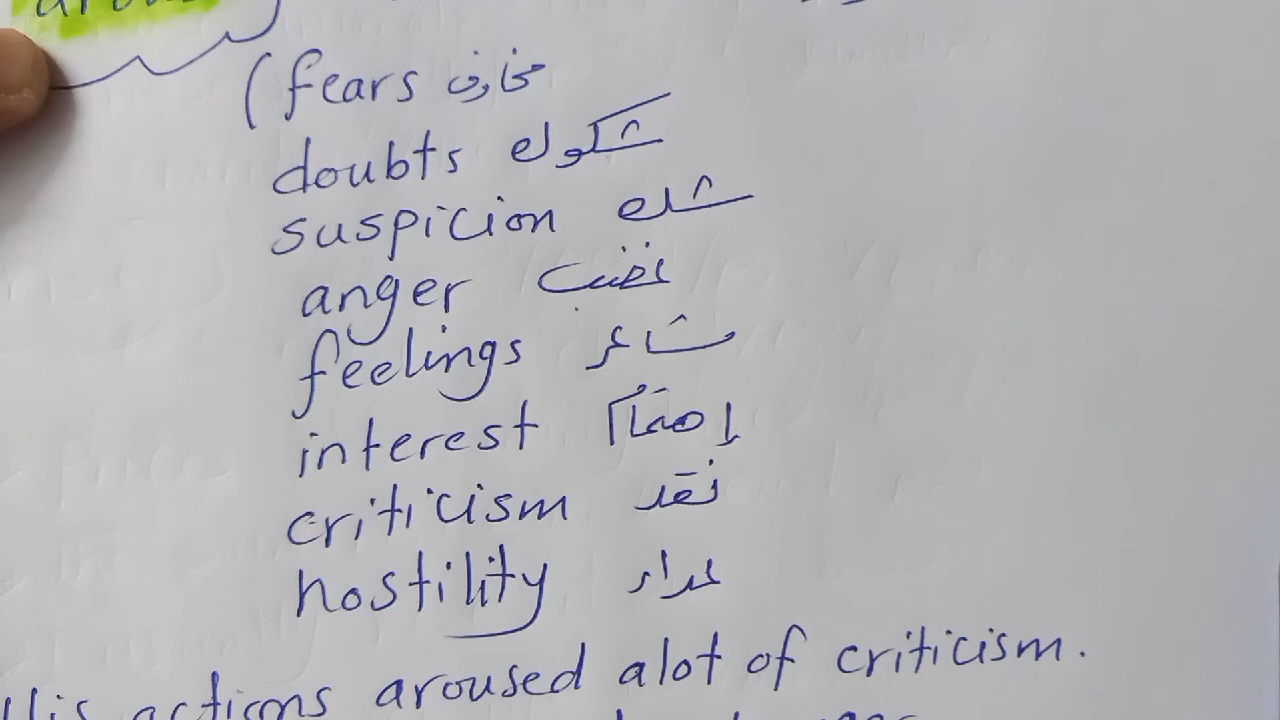 (fears مخاوف
doubts شكوك
suspicion شك
anger غضب
feelings مشاعر
interest إهتمام
criticism نقد
hostility عداء
His actions aroused alot of criticism.